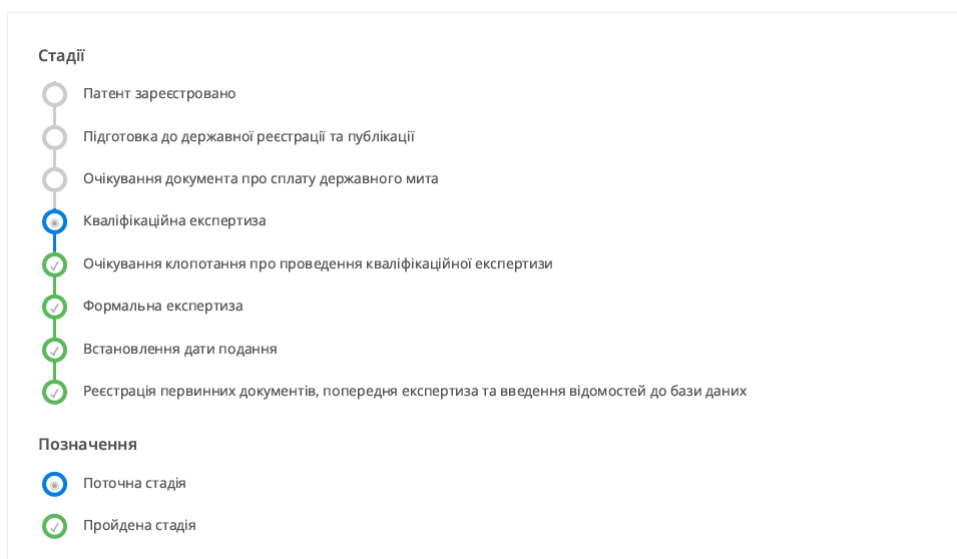 Стадії
Патент зареєстровано
Підготовка до державної реєстрації та публікації
Очікування документа про сплату державного мита
Кваліфікаційна експертиза
Очікування клопотання про проведення кваліфікаційної експертизи
Формальна експертиза
Встановлення дати подання
Реєстрація первинних документів, попередня експертиза та введення відомостей до бази даних
Позначення
Поточна стадія
Пройдена стадія